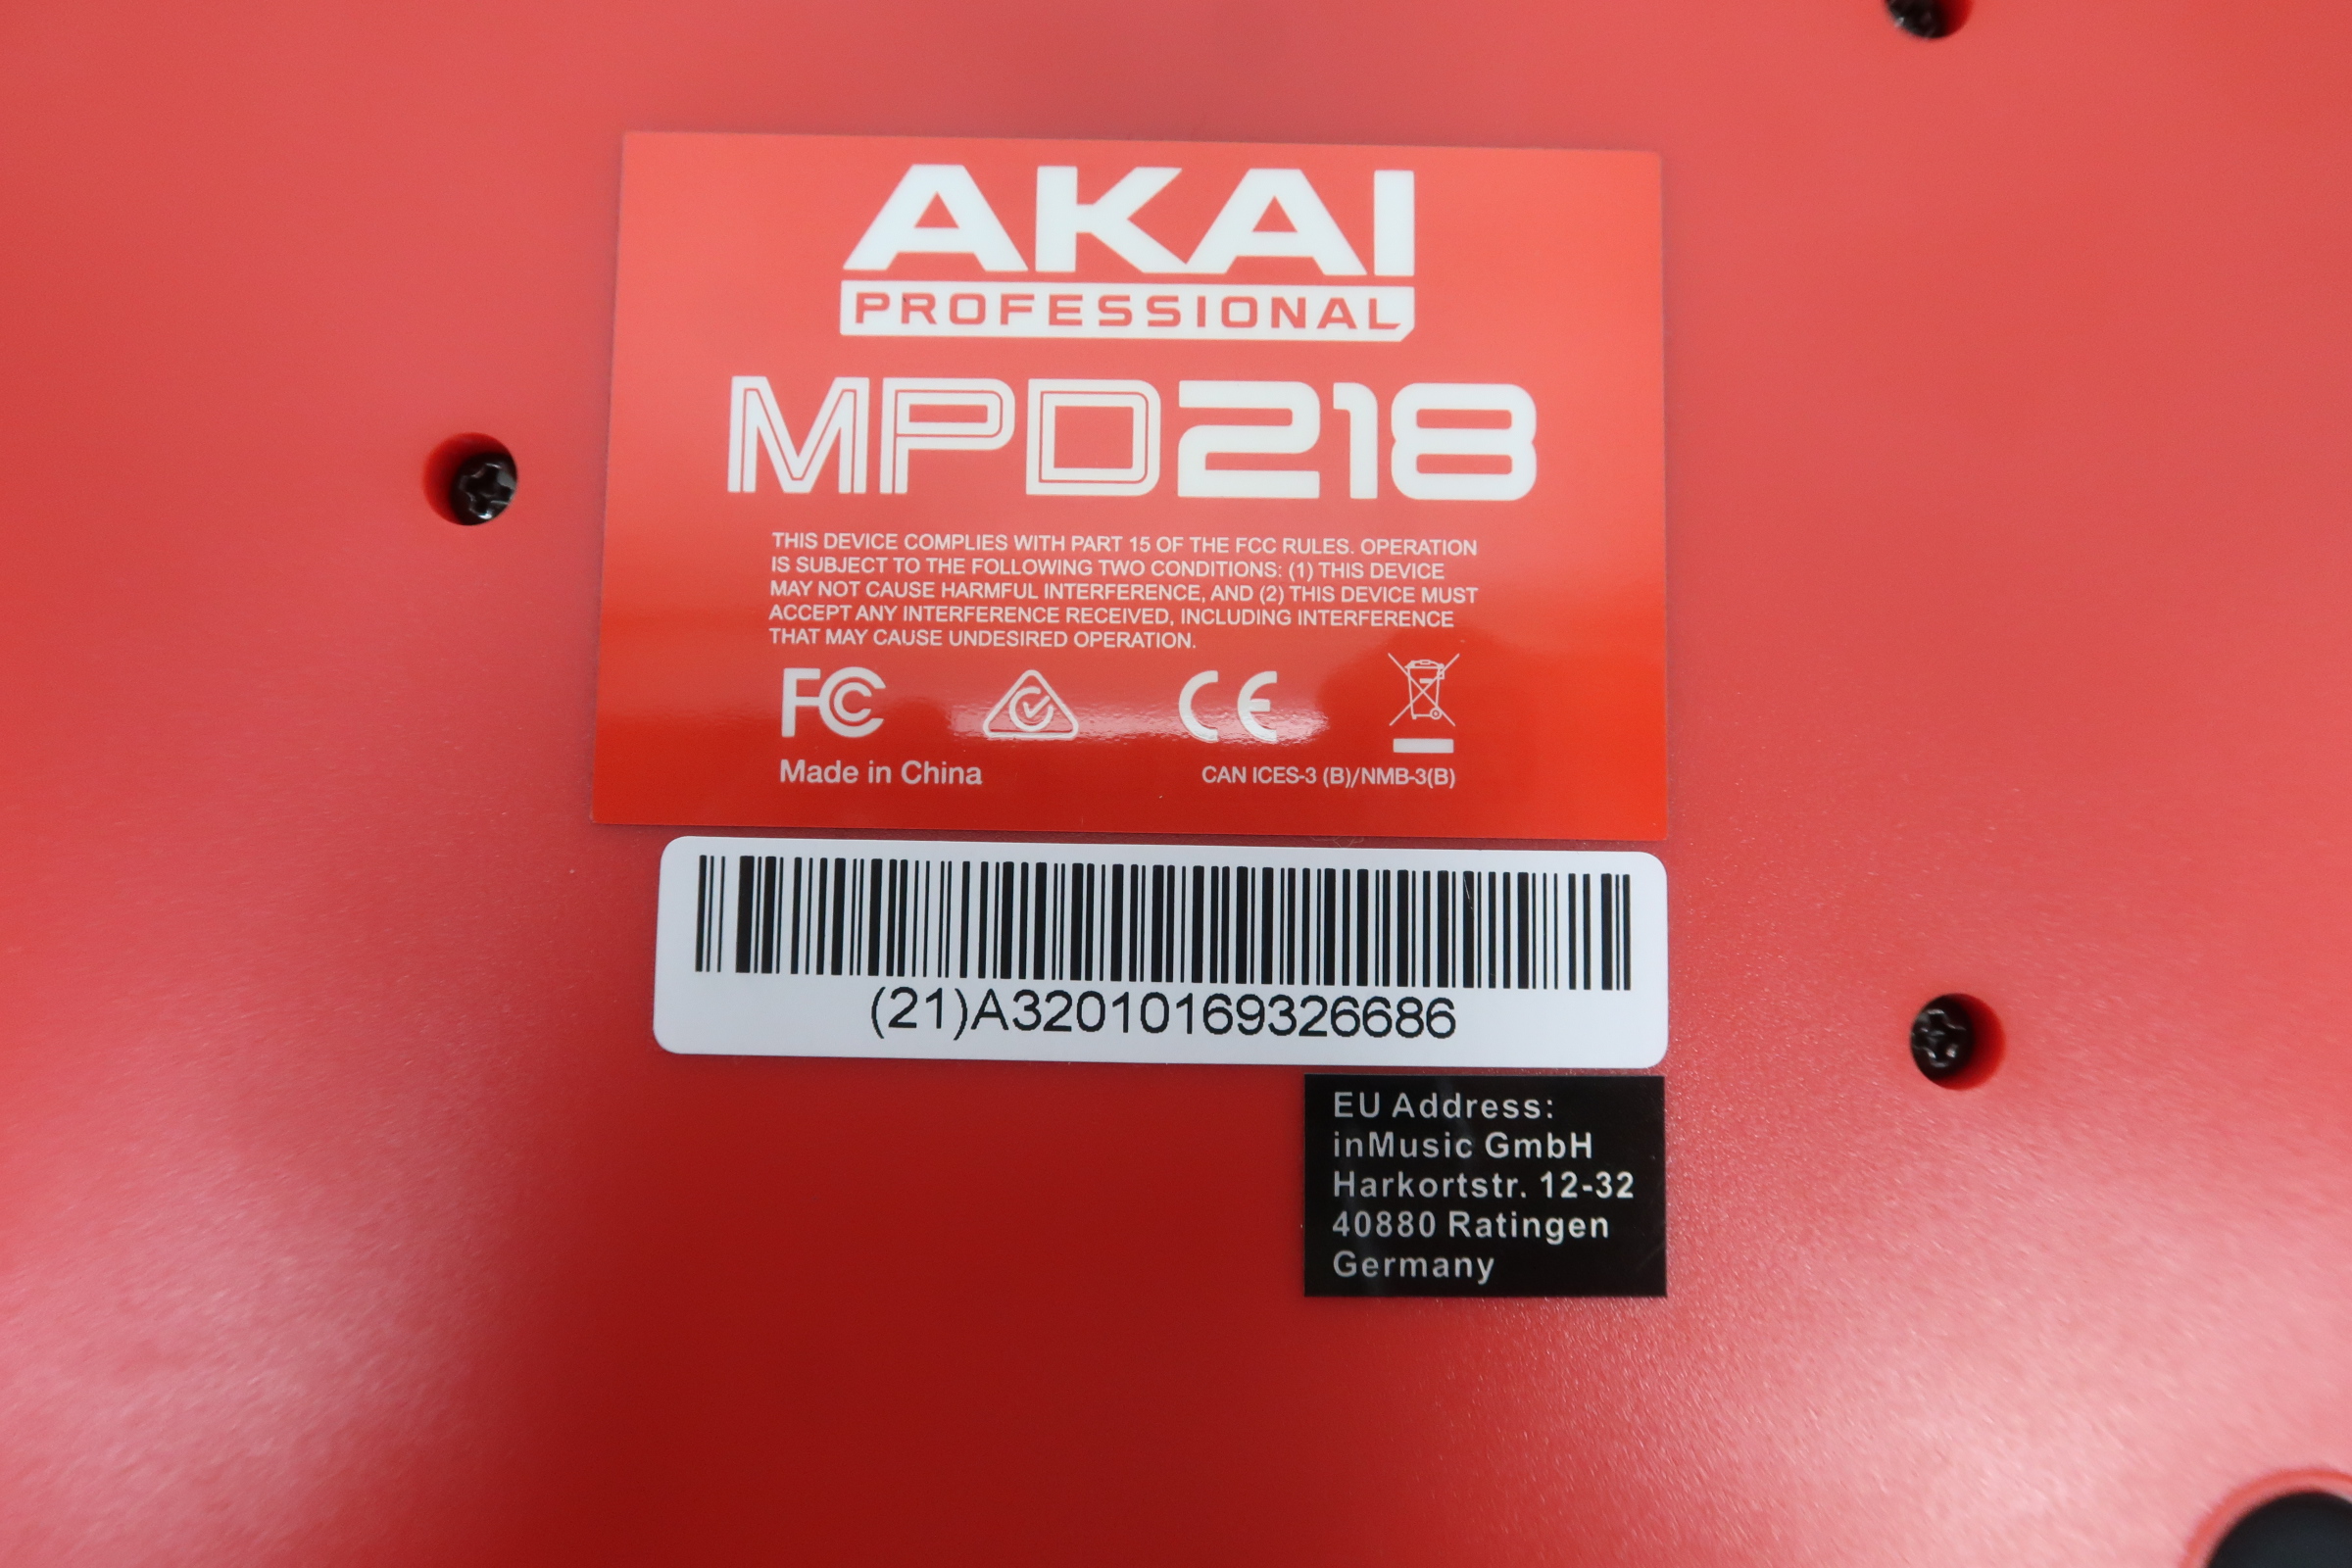 AKAI
PROFESSIONAL
MPD218
THIS DEVICE COMPLIES WITH PART 15 OF THE FCC RULES. OPERATION
IS SUBJECT TO THE FOLLOWING TWO CONDITIONS: (1) THIS DEVICE
MAY NOT CAUSE HARMFUL INTERFERENCE, AND (2) THIS DEVICE MUST
ACCEPT ANY INTERFERENCE RECEIVED, INCLUDING INTERFERENCE
THAT MAY CAUSE UNDESIRED OPERATION.
FC CE
Made in China CAN ICES-3 (B)/NMB-3(B)
(21)A32010169326686
EU Address:
inMusic GmbH
Harkortstr. 12-32
40880 Ratingen
Germany